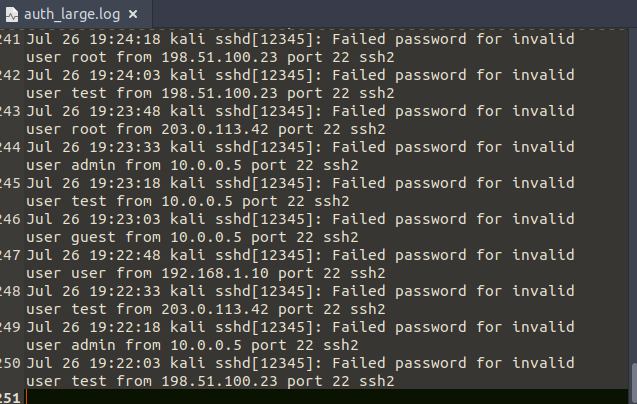 auth_large.log ×
241 Jul 26 19:24:18 kali sshd[12345]: Failed password for invalid
user root from 198.51.100.23 port 22 ssh2
242 Jul 26 19:24:03 kali sshd[12345]: Failed password for invalid
user test from 198.51.100.23 port 22 ssh2
243 Jul 26 19:23:48 kali sshd[12345]: Failed password for invalid
user root from 203.0.113.42 port 22 ssh2
244 Jul 26 19:23:33 kali sshd[12345]: Failed password for invalid
user admin from 10.0.0.5 port 22 ssh2
245 Jul 26 19:23:18 kali sshd[12345]: Failed password for invalid
user test from 10.0.0.5 port 22 ssh2
246 Jul 26 19:23:03 kali sshd[12345]: Failed password for invalid
user guest from 10.0.0.5 port 22 ssh2
247 Jul 26 19:22:48 kali sshd[12345]: Failed password for invalid
user user from 192.168.1.10 port 22 ssh2
248 Jul 26 19:22:33 kali sshd[12345]: Failed password for invalid
user test from 203.0.113.42 port 22 ssh2
249 Jul 26 19:22:18 kali sshd[12345]: Failed password for invalid
user admin from 10.0.0.5 port 22 ssh2
250 Jul 26 19:22:03 kali sshd[12345]: Failed password for invalid
user test from 198.51.100.23 port 22 ssh2
251